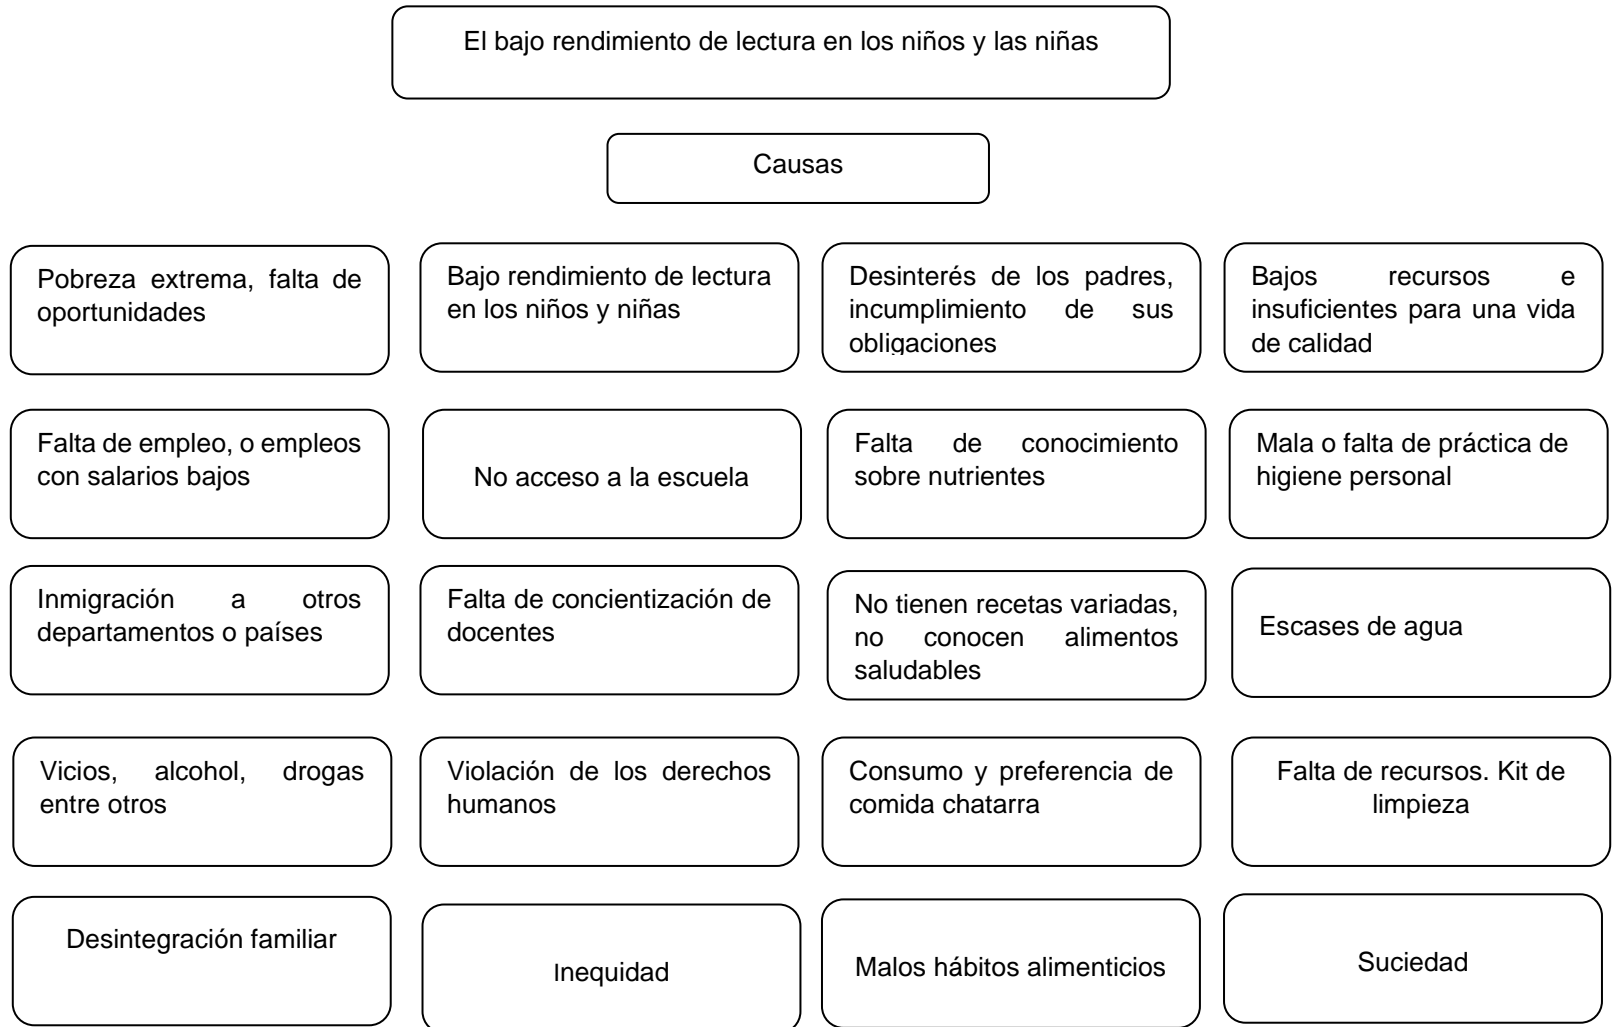 El bajo rendimiento de lectura en los niños y las niñas
Causas
Pobreza extrema, falta de
oportunidades
Bajo rendimiento de lectura
en los niños y niñas
Desinterés de los padres,
incumplimiento de sus
obligaciones
Bajos recursos e
insuficientes para una vida
de calidad
Falta de empleo, o empleos
con salarios bajos
No acceso a la escuela
Falta de conocimiento
sobre nutrientes
Mala o falta de práctica de
higiene personal
Inmigración a otros
departamentos o países
Falta de concientización de
docentes
No tienen recetas variadas,
no conocen alimentos
saludables
Escases de agua
Vicios, alcohol, drogas
entre otros
Violación de los derechos
humanos
Consumo y preferencia de
comida chatarra
Falta de recursos. Kit de
limpieza
Desintegración familiar
Inequidad
Malos hábitos alimenticios
Suciedad